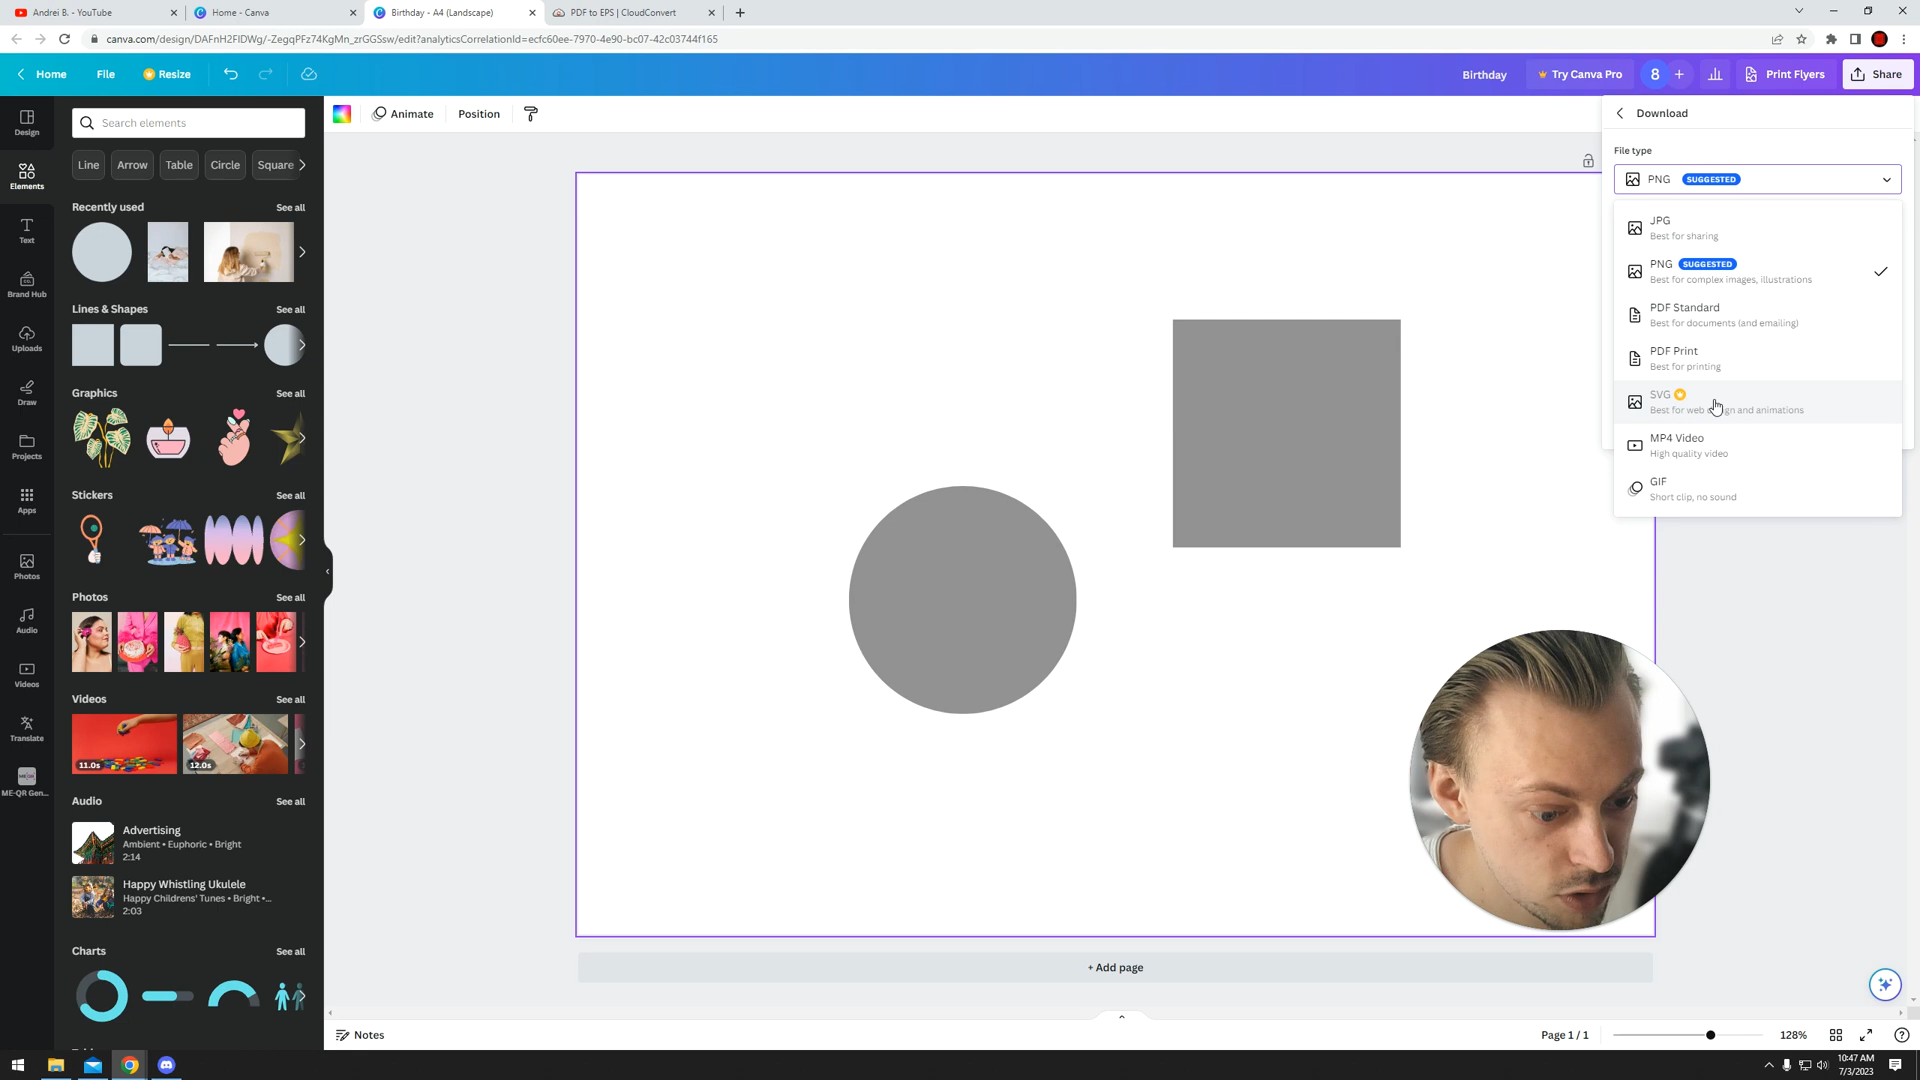 Andrei B. - YouTube
Home - Canva
Birthday - A4 (Landscape)
PDF to EPS | CloudConvert
canva.com/design/DAFnH2FIDWg/-ZegqPFz74KgMn_zrGGSsw/edit?analyticsCorrelationId=ecfc60ee-7970-4e90-bc07-42c03744f165
Home
File
Resize
Birthday
Try Canva Pro
8
Print Flyers
Share
Design
Elements
Text
Brand Hub
Uploads
Draw
Projects
Apps
Photos
Audio
Videos
Translate
ME-QR Gen...
Search elements
Line
Arrow
Table
Circle
Square
Recently used
See all
Lines & Shapes
See all
Graphics
See all
Stickers
See all
Photos
See all
Videos
See all
11.0s
12.0s
Audio
See all
Advertising
Ambient • Euphoric • Bright
2:14
Happy Whistling Ukulele
Happy Childrens' Tunes • Bright •...
2:03
Charts
See all
Animate
Position
Download
File type
PNG SUGGESTED
JPG
Best for sharing
PNG SUGGESTED
Best for complex images, illustrations
PDF Standard
Best for documents (and emailing)
PDF Print
Best for printing
SVG
Best for web and animations
MP4 Video
High quality video
GIF
Short clip, no sound
+ Add page
Notes
Page 1 / 1
128%
10:47 AM
7/3/2023